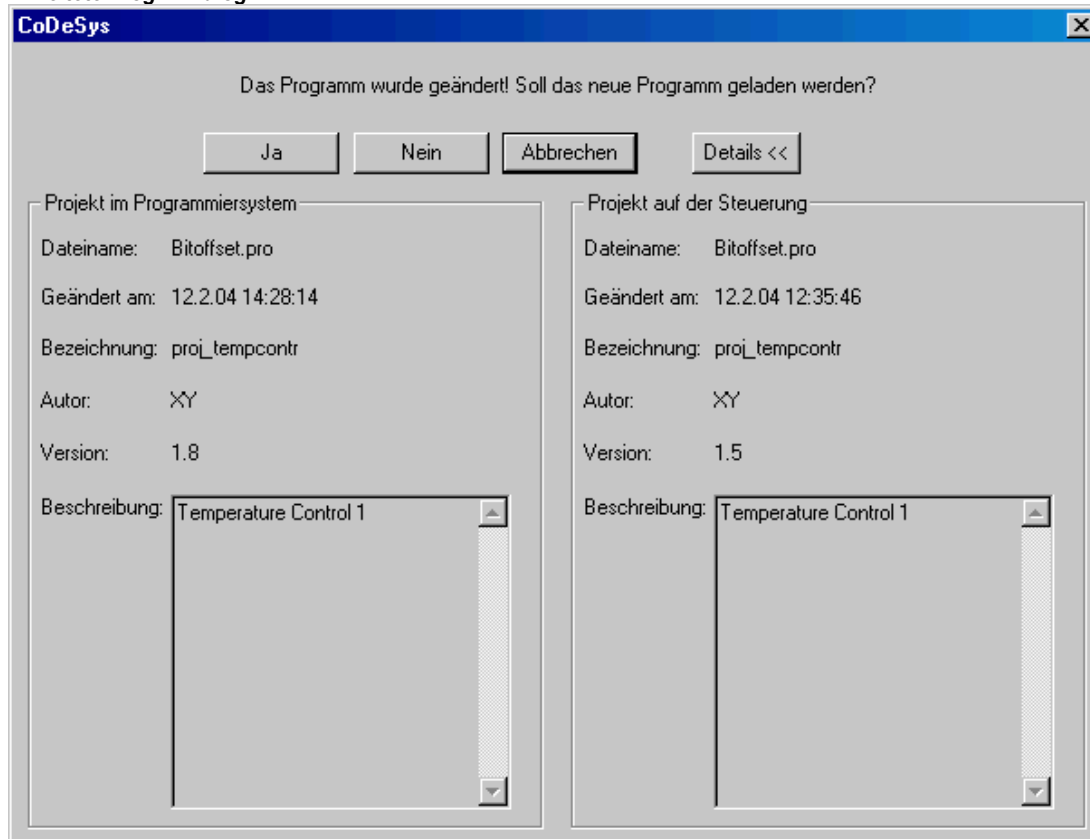 CoDeSys
Das Programm wurde geändert! Soll das neue Programm geladen werden?
Ja Nein Abbrechen Details <<
Projekt im Programmiersystem
Dateiname: Bitoffset.pro
Geändert am: 12.2.04 14:28:14
Bezeichnung: proj_tempcontr
Autor: XY
Version: 1.8
Beschreibung: Temperature Control 1
Projekt auf der Steuerung
Dateiname: Bitoffset.pro
Geändert am: 12.2.04 12:35:46
Bezeichnung: proj_tempcontr
Autor: XY
Version: 1.5
Beschreibung: Temperature Control 1